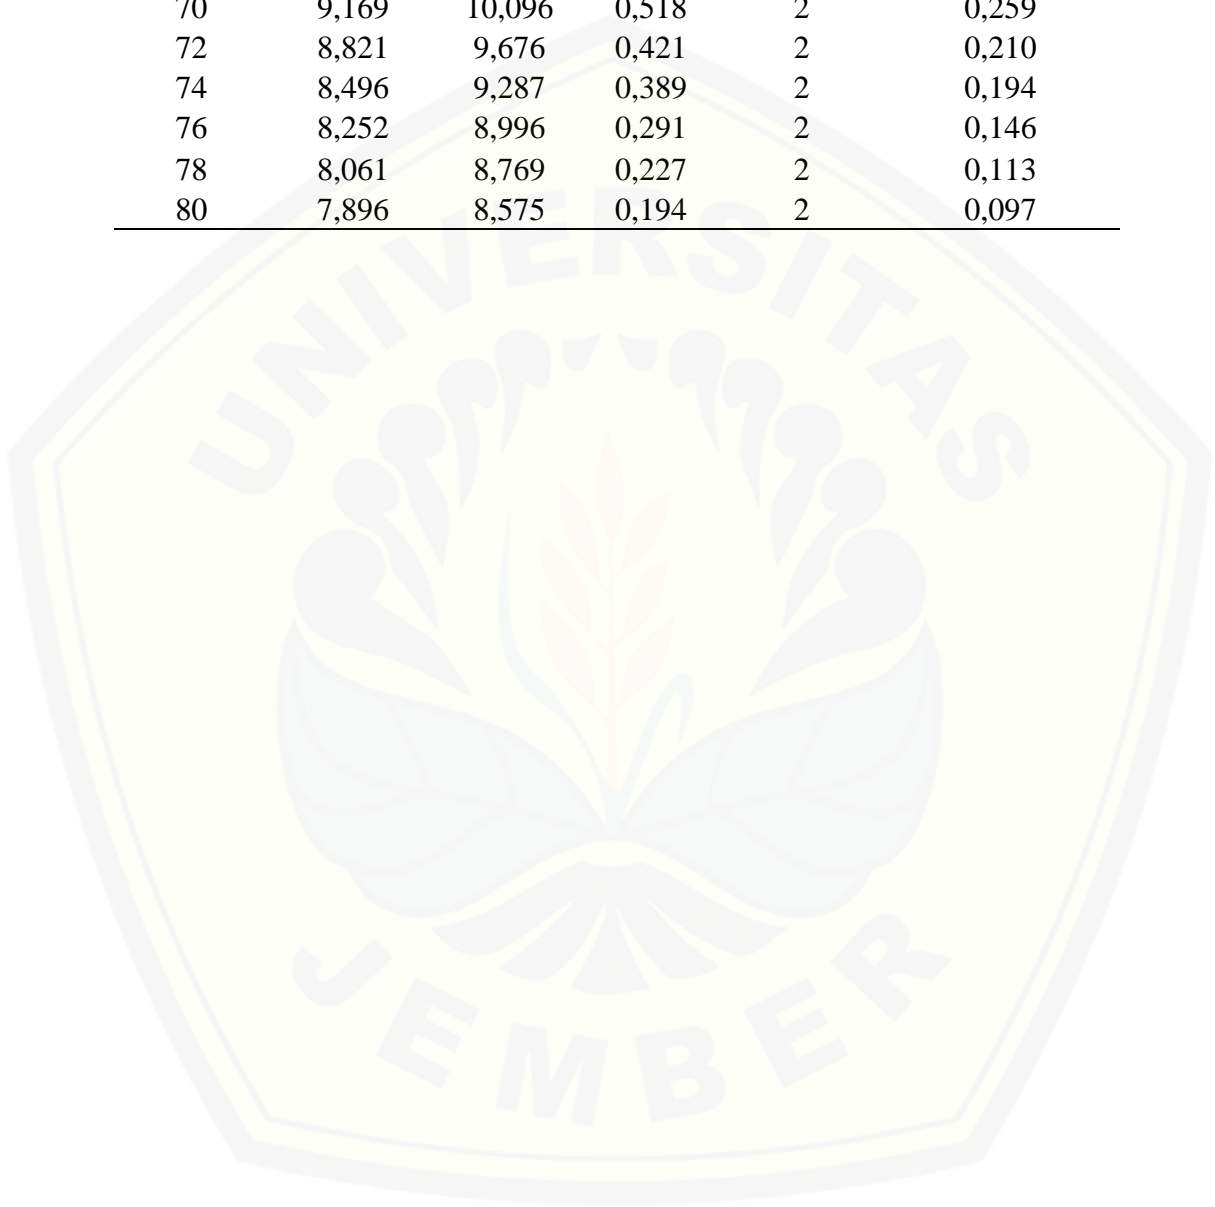 70 9,169 10,096 0,518 2 0,259
72 8,821 9,676 0,421 2 0,210
74 8,496 9,287 0,389 2 0,194
76 8,252 8,996 0,291 2 0,146
78 8,061 8,769 0,227 2 0,113
80 7,896 8,575 0,194 2 0,097
UNIVERSITAS
JEMBER